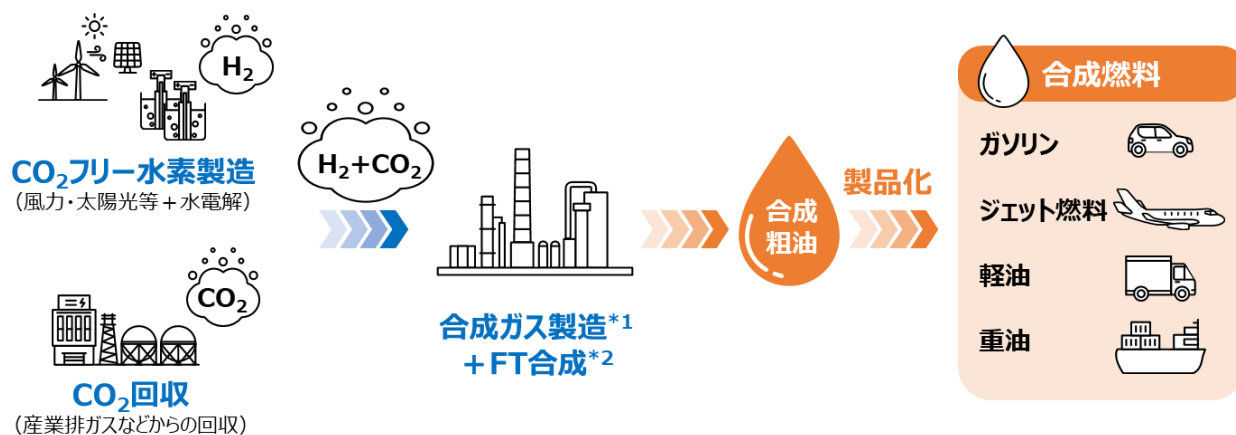 H₂
CO₂フリー水素製造
（風力・太陽光等＋水電解）
CO₂
CO₂回収
（産業排ガスなどからの回収）
H₂+CO₂
合成ガス製造*1
＋FT合成*2
合成
粗油
製品化
合成燃料
ガソリン
ジェット燃料
軽油
重油